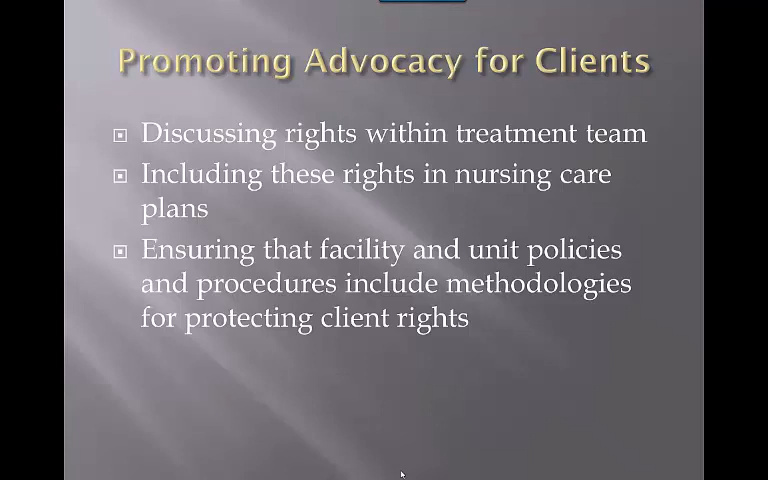 Promoting Advocacy for Clients
Discussing rights within treatment team
Including these rights in nursing care
plans
Ensuring that facility and unit policies
and procedures include methodologies
for protecting client rights